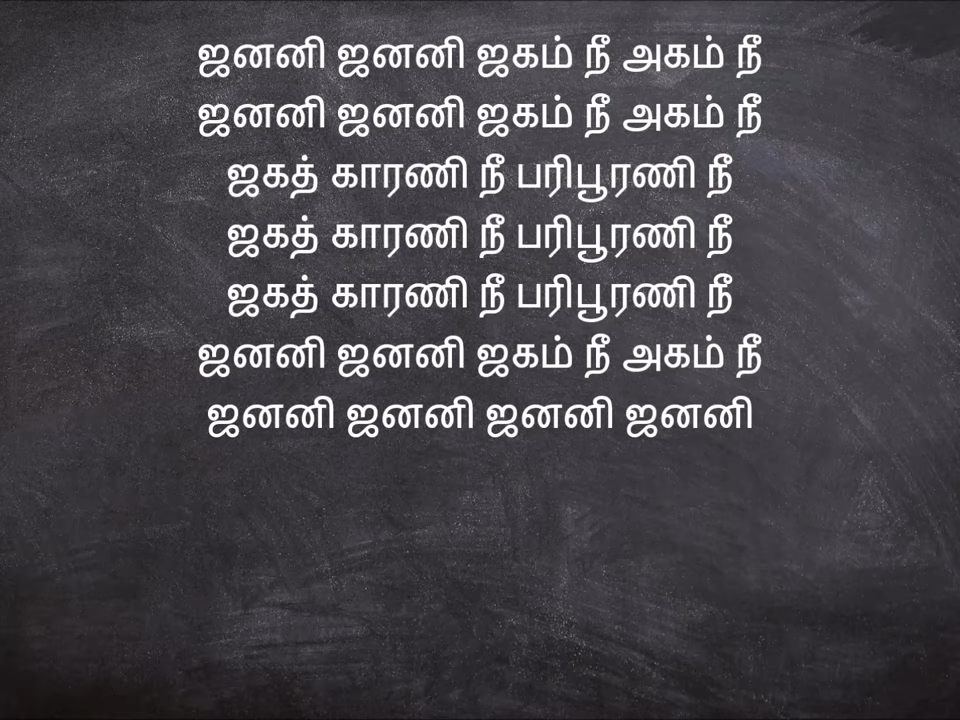 ஜனனி ஜனனி ஜகம் நீ அகம் நீ
ஜனனி ஜனனி ஜகம் நீ அகம் நீ
ஜகத் காரணி நீ பரிபூரணி நீ
ஜகத் காரணி நீ பரிபூரணி நீ
ஜகத் காரணி நீ பரிபூரணி நீ
ஜனனி ஜனனி ஜகம் நீ அகம் நீ
ஜனனி ஜனனி ஜனனி ஜனனி